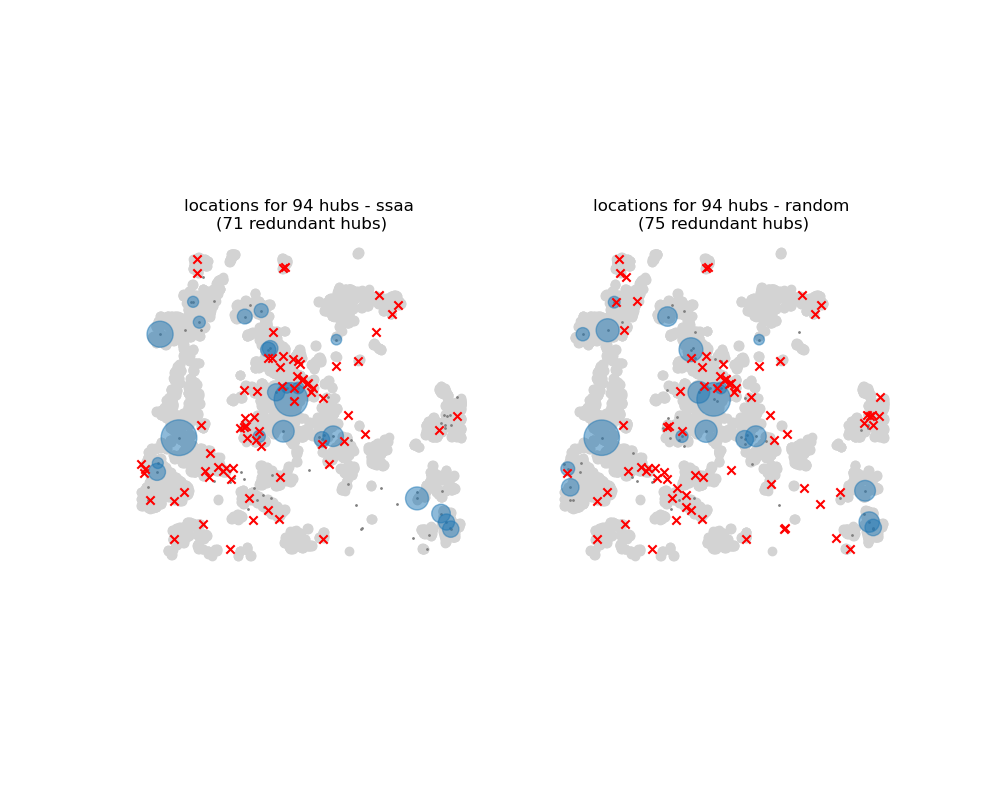 locations for 94 hubs - ssaa
(71 redundant hubs)
locations for 94 hubs - random
(75 redundant hubs)